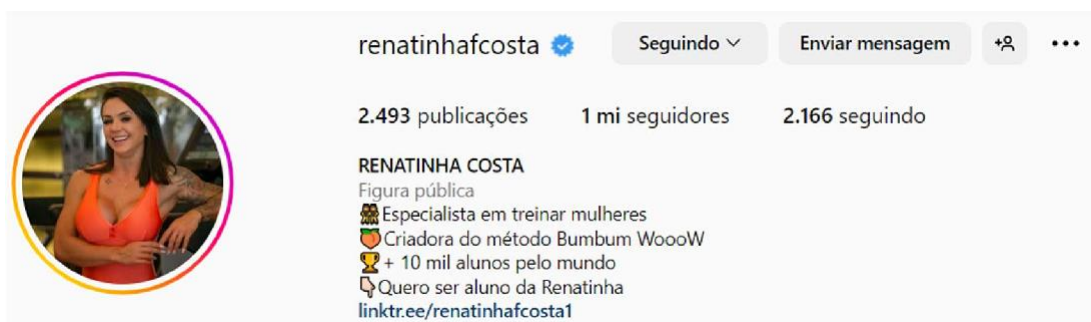 renatinhafcosta Seguindo Enviar mensagem
2.493 publicações 1 mi seguidores 2.166 seguindo
RENATINHA COSTA
Figura pública
👯Especialista em treinar mulheres
🍑Criadora do método Bumbum WoooW
🏆+ 10 mil alunos pelo mundo
👇🏻Quero ser aluno da Renatinha
linktr.ee/renatinhafcosta1